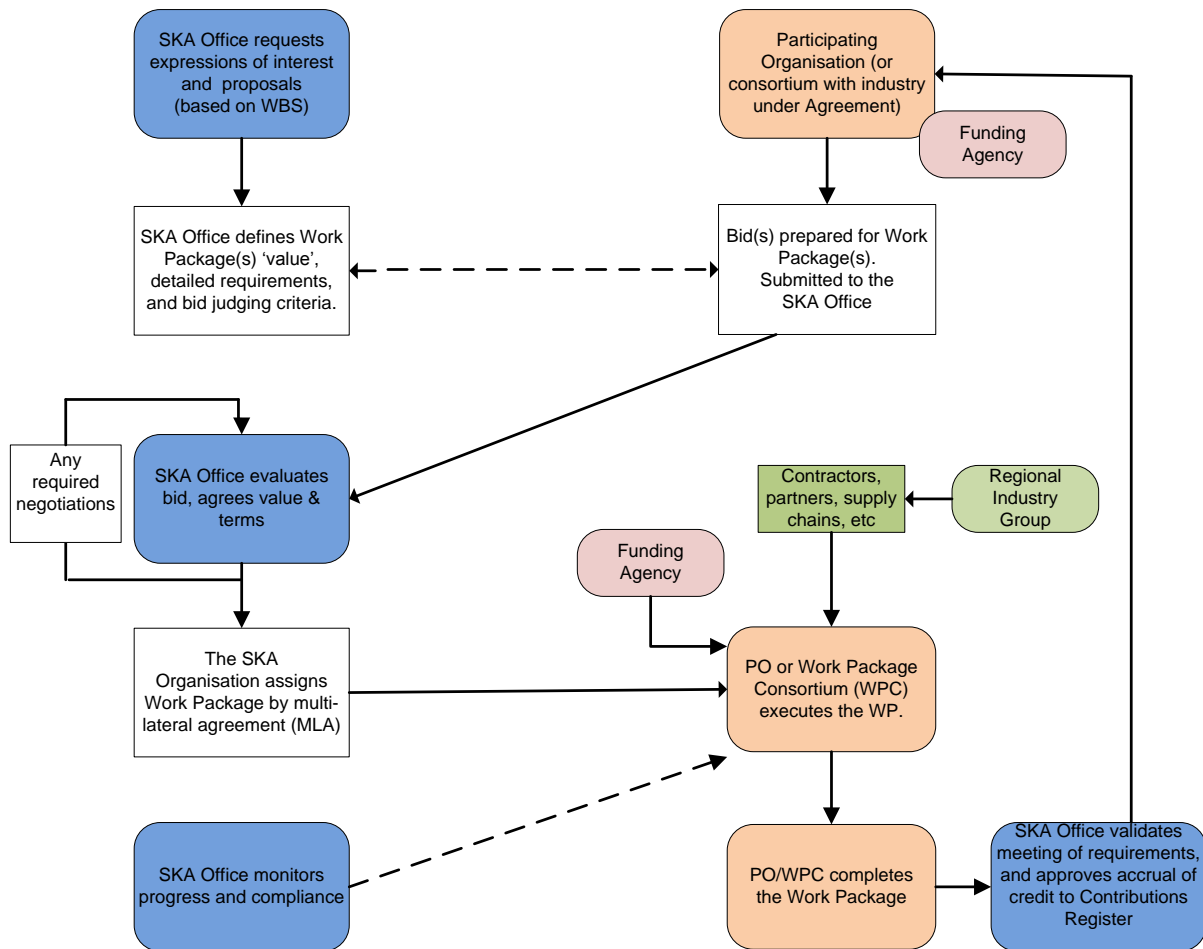 SKA Office requests
expressions of interest
and proposals
(based on WBS)
Participating
Organisation (or
consortium with industry
under Agreement)
Funding
Agency
SKA Office defines Work
Package(s) ‘value’,
detailed requirements,
and bid judging criteria.
Bid(s) prepared for Work
Package(s).
Submitted to the
SKA Office
Any
required
negotiations
SKA Office evaluates
bid, agrees value &
terms
Contractors,
partners, supply
chains, etc
Regional
Industry
Group
Funding
Agency
The SKA
Organisation assigns
Work Package by multi-
lateral agreement (MLA)
PO or Work Package
Consortium (WPC)
executes the WP.
SKA Office monitors
progress and compliance
PO/WPC completes
the Work Package
SKA Office validates
meeting of requirements,
and approves accrual of
credit to Contributions
Register